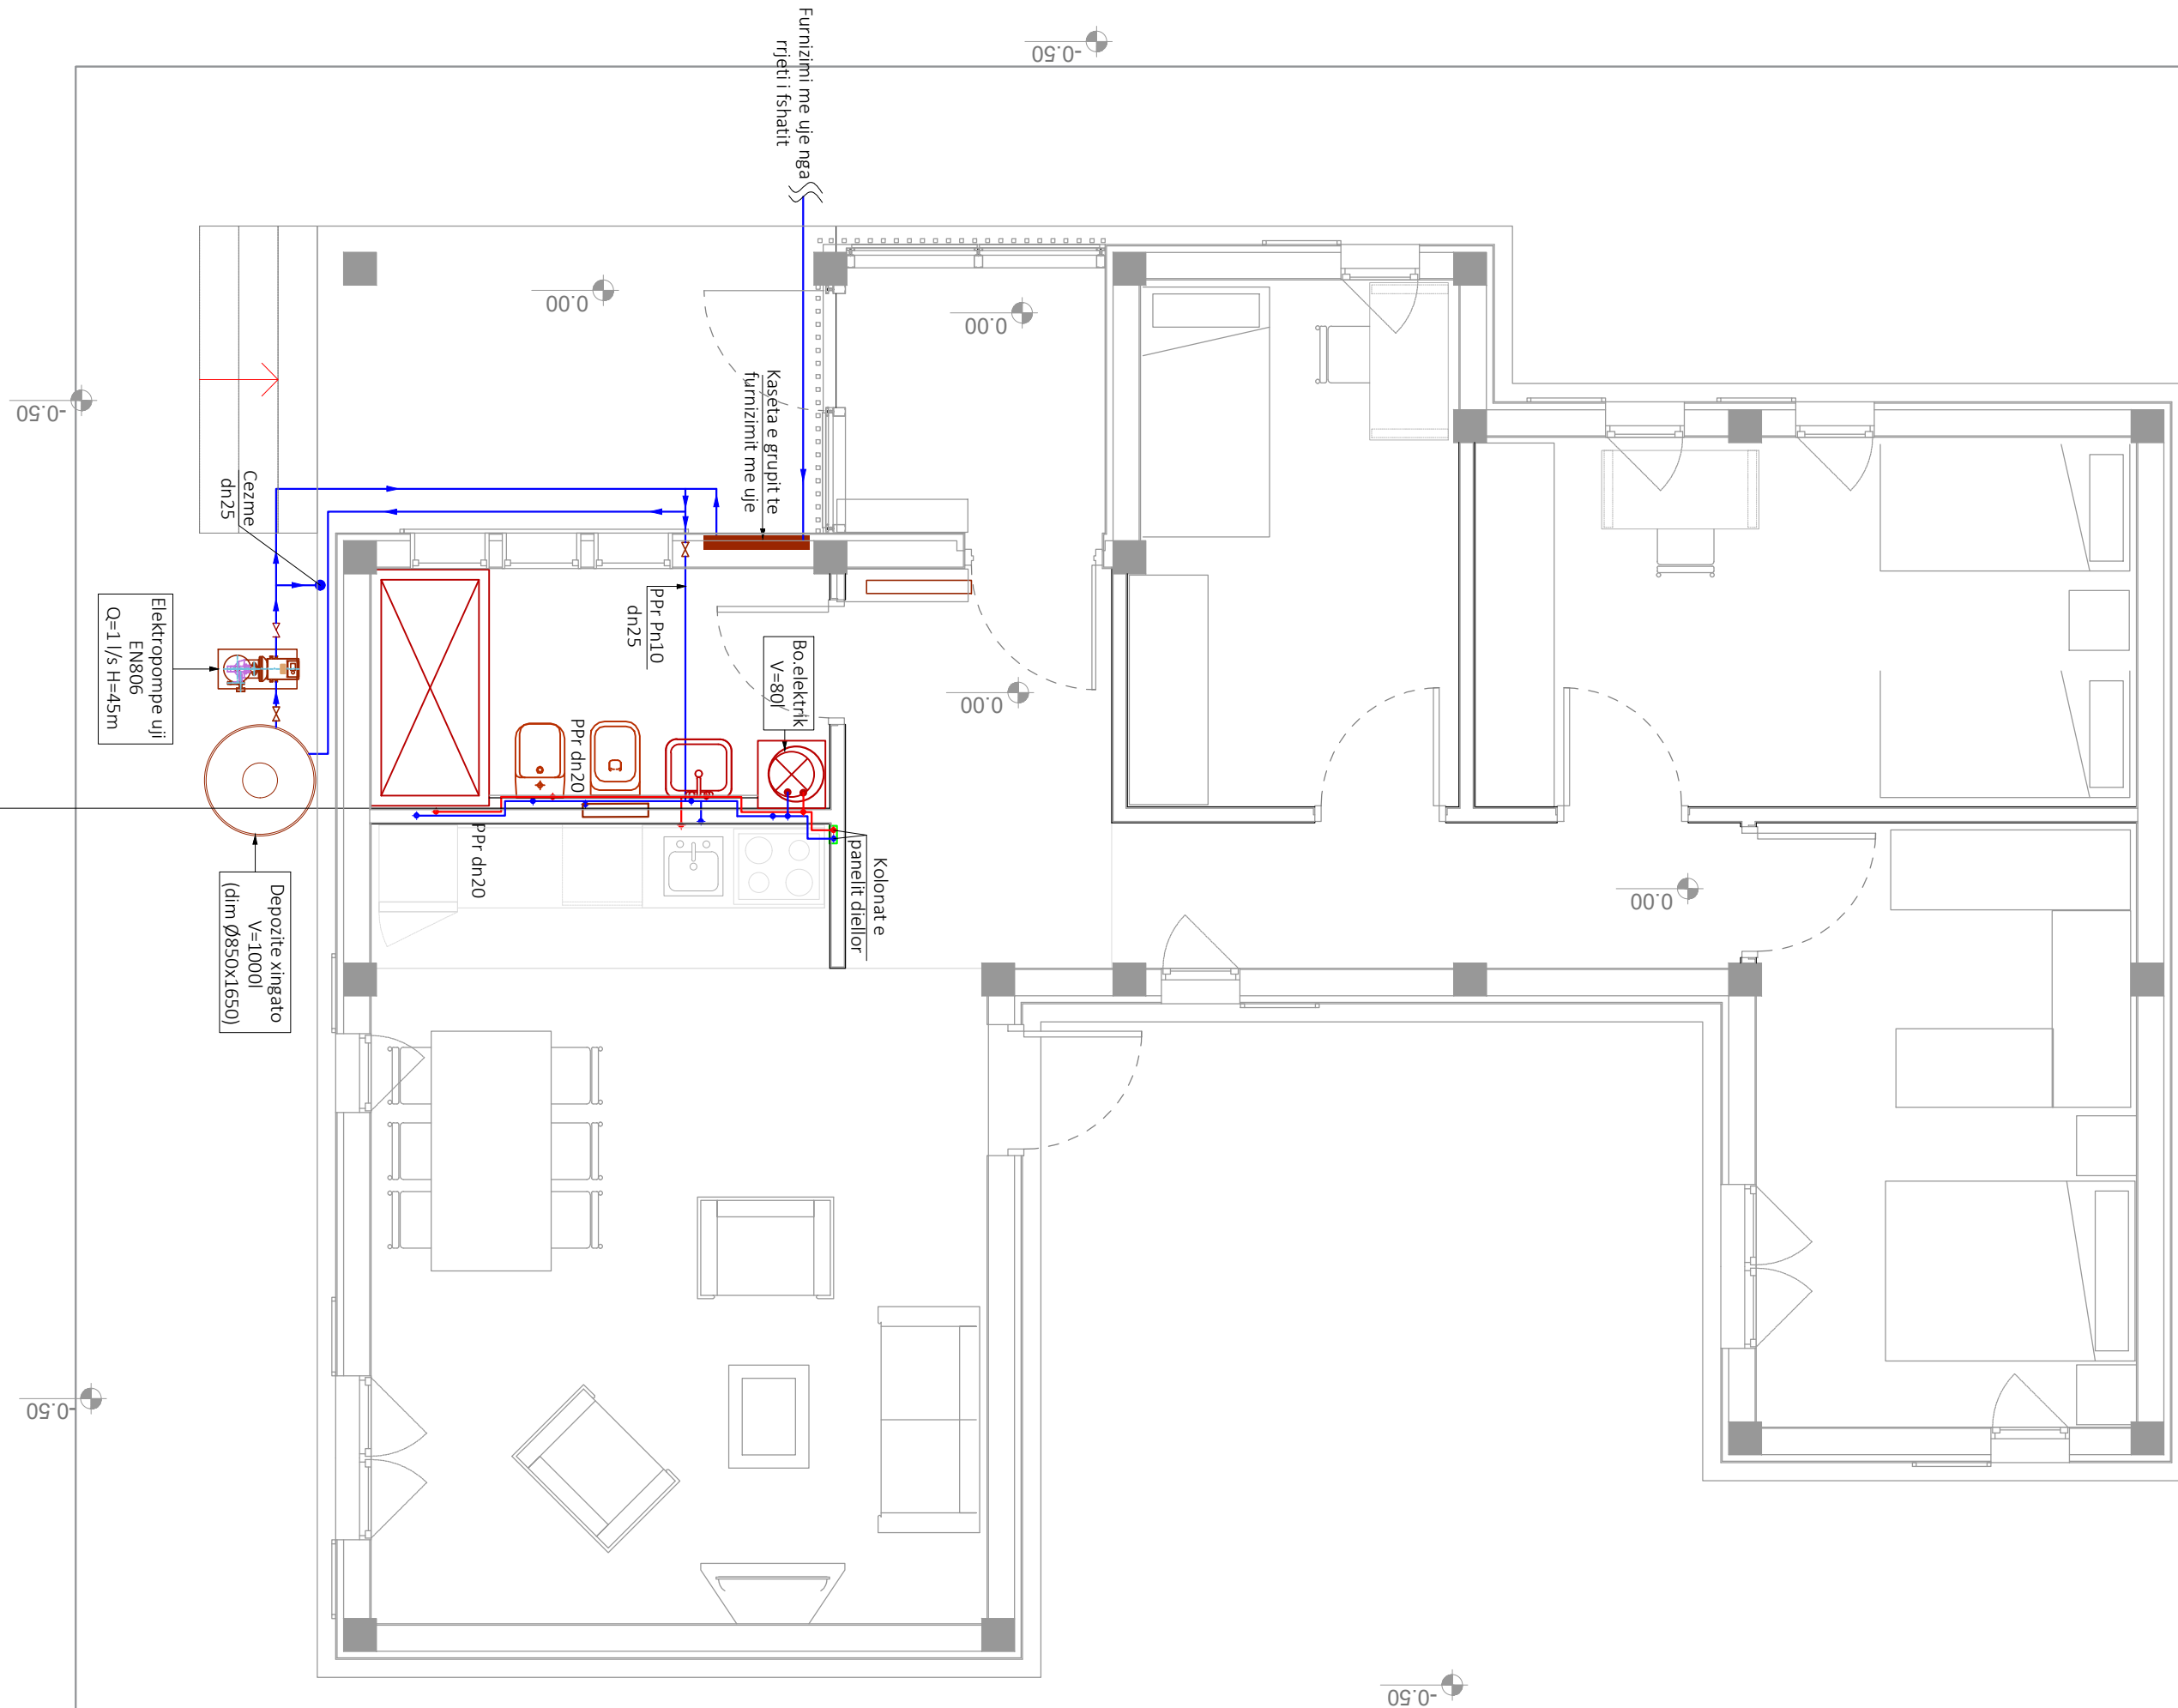 -0.50
Furnizimi me uje nga
rrjeti i fshatit
0.00
0.00
-0.50
Kaseta e grupit te
furnizimit me uje
Cezme
dn25
PPr Pn10
dn25
Elektropompe uji
EN806
Q=1 l/s H=45m
Bo.elektrik
V=80l
0.00
PPr dn20
PPr dn20
Kolonat e
panelit diellor
0.00
Depozite xingato
V=1000l
(dim Ø850x1650)
-0.50
-0.50